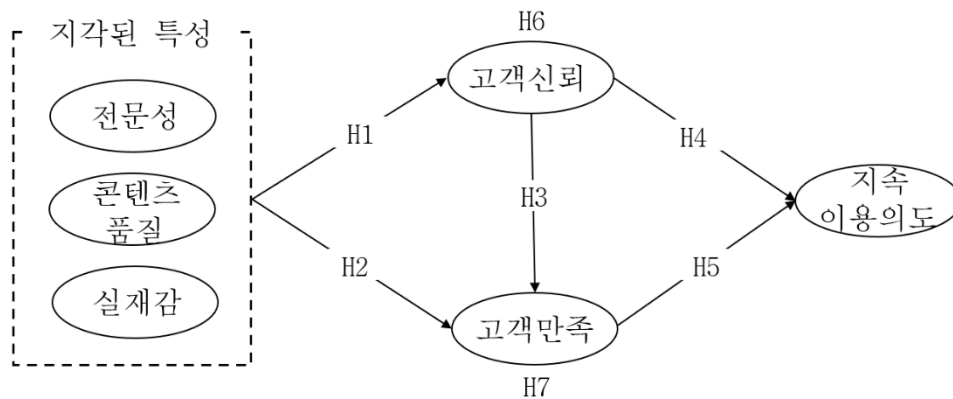 지각된 특성
전문성
콘텐츠
품질
실재감
H1
H2
H6
고객신뢰
H3
고객만족
H7
H4
H5
지속
이용의도